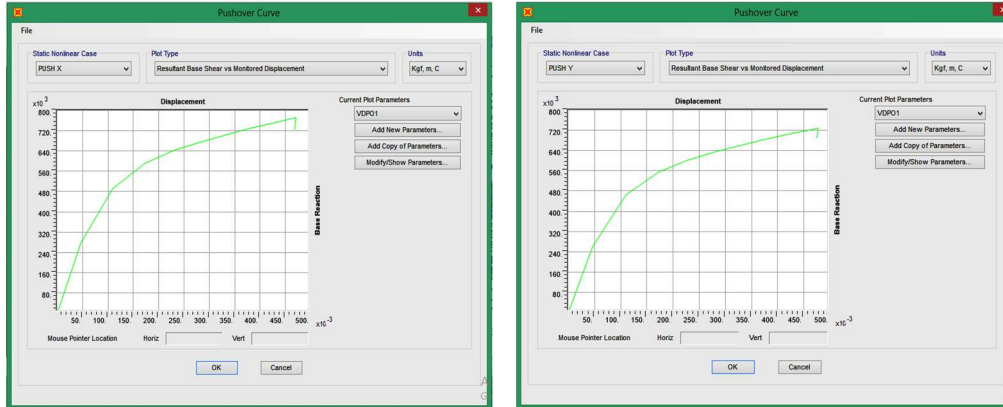 Pushover Curve
File
Static Nonlinear Case
PUSH X
Plot Type
Resultant Base Shear vs Monitored Displacement
Units
Kgf, m, C
x10 3
Displacement
800.
720.
640.
560.
480.
400.
320.
240.
160.
80.
50. 100. 150. 200. 250. 300. 350. 400. 450. 500.
x10 -3
Base Reaction
Current Plot Parameters
VDPO1
Add New Parameters...
Add Copy of Parameters...
Modify/Show Parameters...
Mouse Pointer Location Horiz Vert
OK Cancel
A
G
Pushover Curve
File
Static Nonlinear Case
PUSH Y
Plot Type
Resultant Base Shear vs Monitored Displacement
Units
Kgf, m, C
x10 3
Displacement
800.
720.
640.
560.
480.
400.
320.
240.
160.
80.
50. 100. 150. 200. 250. 300. 350. 400. 450. 500.
x10 -3
Base Reaction
Current Plot Parameters
VDPO1
Add New Parameters...
Add Copy of Parameters...
Modify/Show Parameters...
Mouse Pointer Location Horiz Vert
OK Cancel